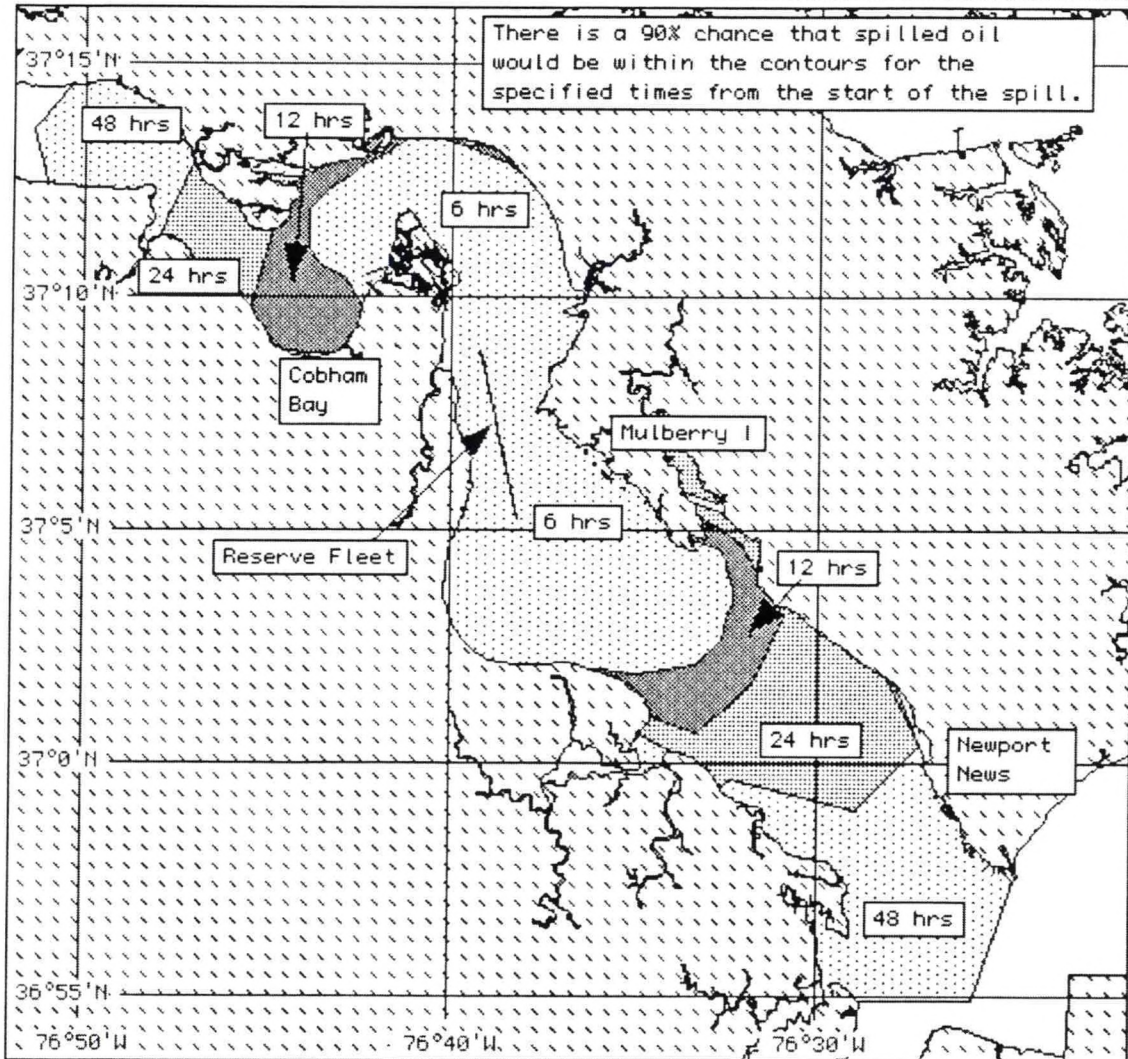 There is a 90% chance that spilled oil
would be within the contours for the
specified times from the start of the spill.
37°15'N
48 hrs
12 hrs
6 hrs
24 hrs
37°10'N
Cobham
Bay
Mulberry I
37°5'N
6 hrs
Reserve Fleet
12 hrs
24 hrs
Newport
News
37°0'N
48 hrs
36°55'N
76°50'W
76°40'W
76°30'W